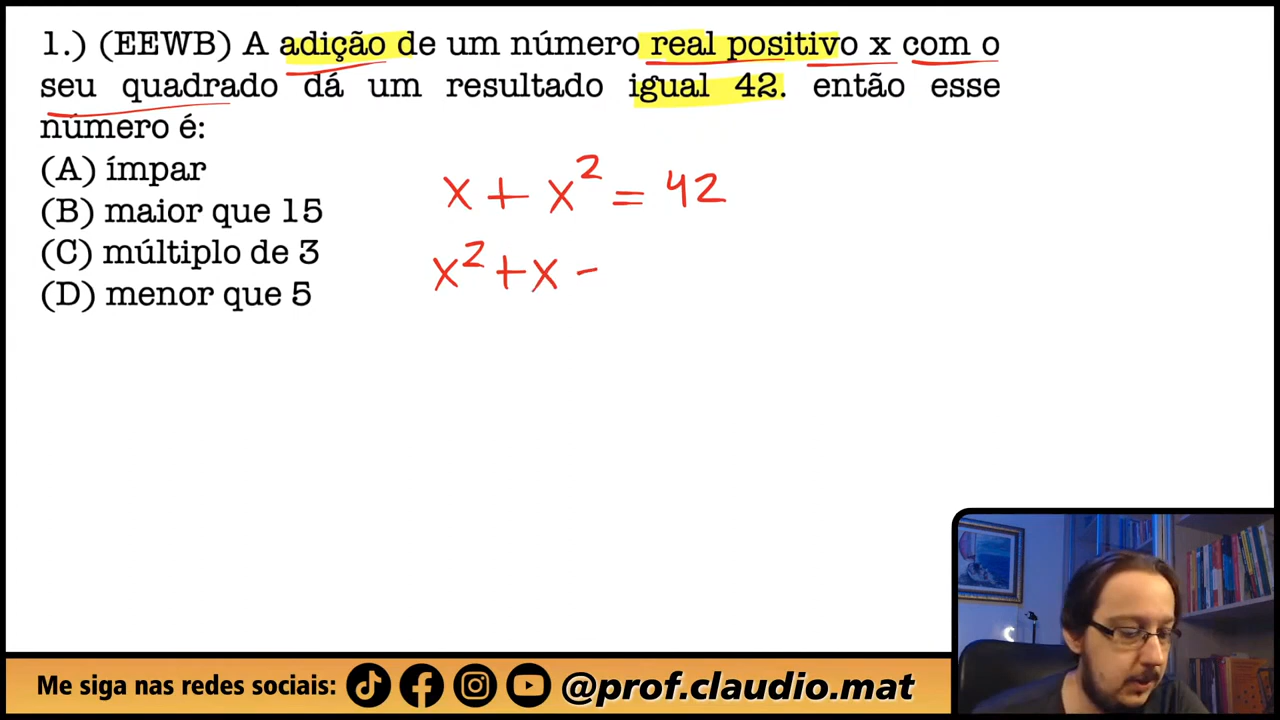 1.) (EEWB) A adição de um número real positivo x com o
seu quadrado dá um resultado igual 42. então esse
número é:
(A) ímpar
(B) maior que 15
(C) múltiplo de 3
(D) menor que 5
x + x² = 42
x² + x -
Me siga nas redes sociais: @prof.claudio.mat